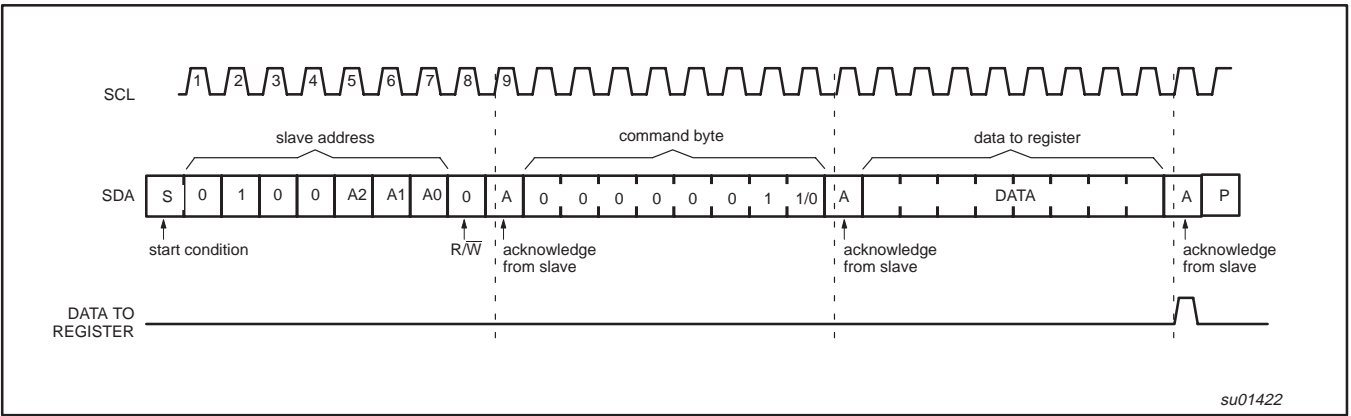 SCL 1 2 3 4 5 6 7 8 9
slave address command byte data to register
SDA S 0 1 0 0 A2 A1 A0 0 A 0 0 0 0 0 0 1 1/0 A DATA A P
start condition R/W̅ acknowledge from slave acknowledge from slave acknowledge from slave
DATA TO
REGISTER
su01422